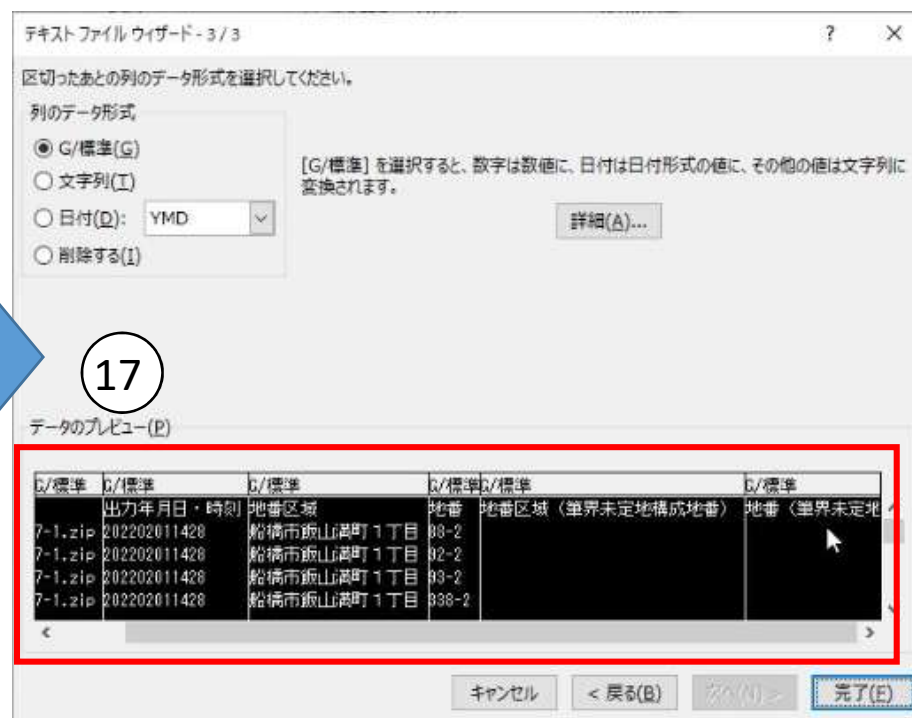 テキスト ファイル ウィザード - 3 / 3 ? ×
区切ったあとの列のデータ形式を選択してください。
列のデータ形式
G/標準(G)
文字列(T)
日付(D): YMD
削除する(I)
[G/標準] を選択すると、数字は数値に、日付は日付形式の値に、その他の値は文字列に
変換されます。
詳細(A)...
17
データのプレビュー(P)
G/標準 G/標準 G/標準 G/標準 G/標準 G/標準
出力年月日・時刻 地番区域 地番 地番区域（筆界未定地構成地番） 地番（筆界未定地
7-1.zip 202202011428 船橋市飯山満町１丁目 88-2
7-1.zip 202202011428 船橋市飯山満町１丁目 92-2
7-1.zip 202202011428 船橋市飯山満町１丁目 93-2
7-1.zip 202202011428 船橋市飯山満町１丁目 938-2
キャンセル < 戻る(B) 次へ(N) > 完了(F)